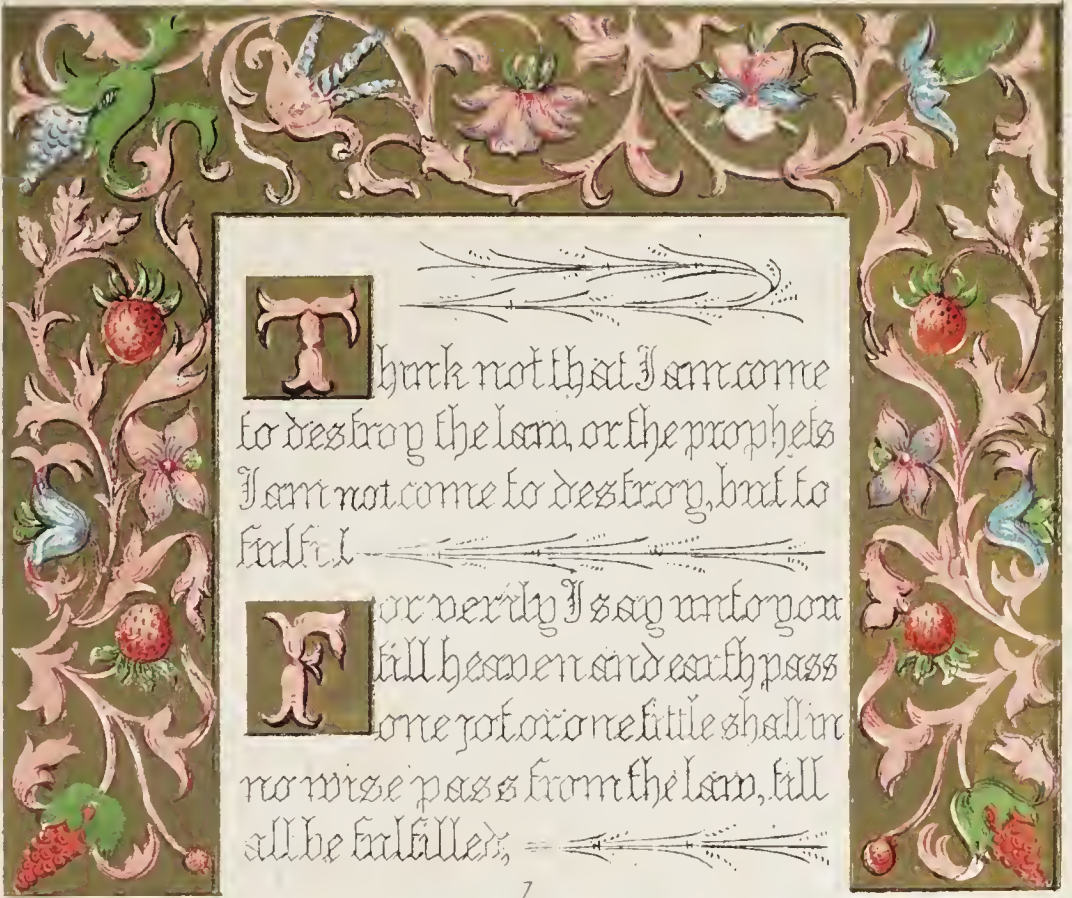 Think not that I am come
to destroy the law, or the prophets
I am not come to destroy, but to
fulfil
For verily I say unto you
till heaven and earth pass
one jot or one tittle shall in
no wise pass from the law, till
all be fulfilled,
7